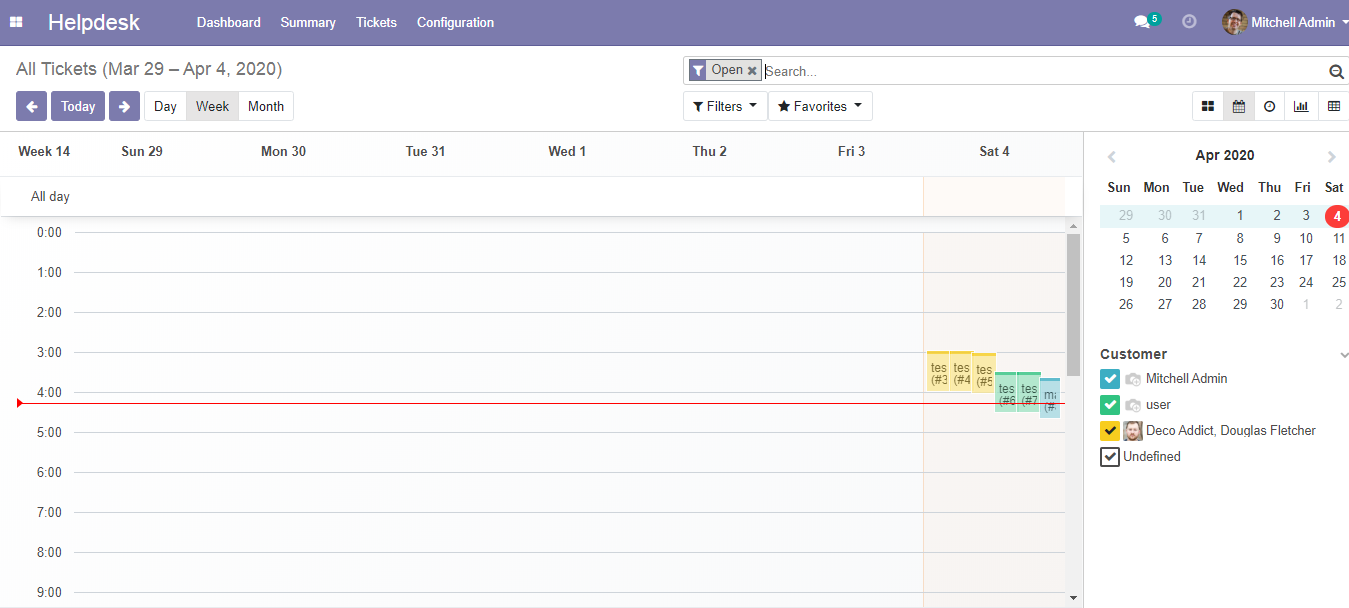 Helpdesk Dashboard Summary Tickets Configuration 5 Mitchell Admin
All Tickets (Mar 29 – Apr 4, 2020)
Open Search...
Today Day Week Month
Filters Favorites
Week 14 Sun 29 Mon 30 Tue 31 Wed 1 Thu 2 Fri 3 Sat 4
All day
0:00
1:00
2:00
3:00
4:00
5:00
6:00
7:00
8:00
9:00
tes
(#3
tes
(#4
tes
(#5
tes
(#6
tes
(#7
ma
(#
Apr 2020
Sun Mon Tue Wed Thu Fri Sat
29 30 31 1 2 3 4
5 6 7 8 9 10 11
12 13 14 15 16 17 18
19 20 21 22 23 24 25
26 27 28 29 30 1 2
Customer
Mitchell Admin
user
Deco Addict, Douglas Fletcher
Undefined